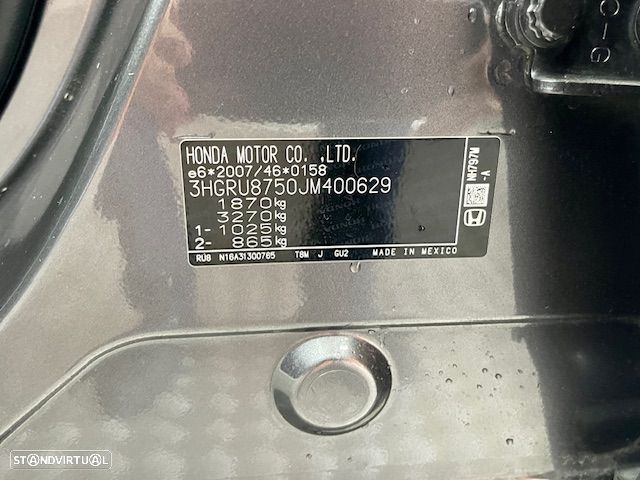 C-I-G
HONDA MOTOR CO. ,LTD.
e6*2007/46*0158
3HGRU8750JM400629
1870kg
3270kg
1- 1025kg
2- 865kg
RU8 N16A31300765 T8M J GU2 MADE IN MEXICO
NH797M
-V-
STANDVIRTUAL